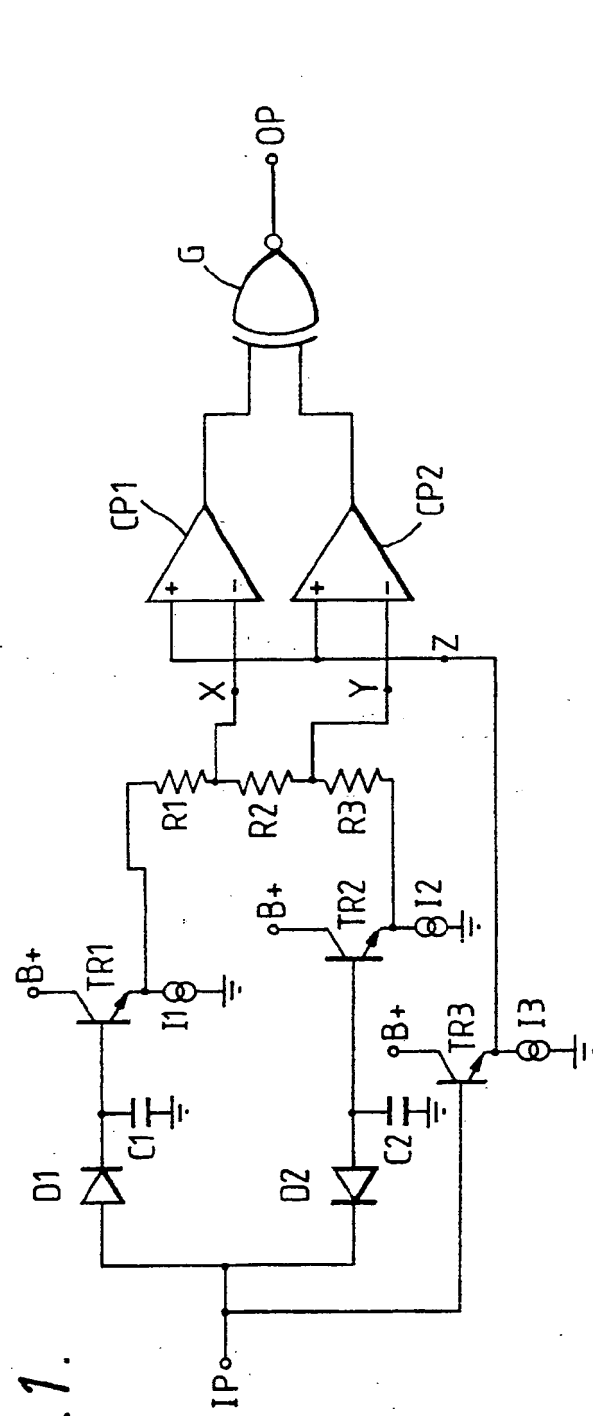 .1.
IP
D1
C1
B+
TR1
I1
D2
C2
B+
TR2
I2
B+
TR3
I3
R1
R2
R3
X
Y
Z
CP1
+
-
CP2
+
-
G
OP